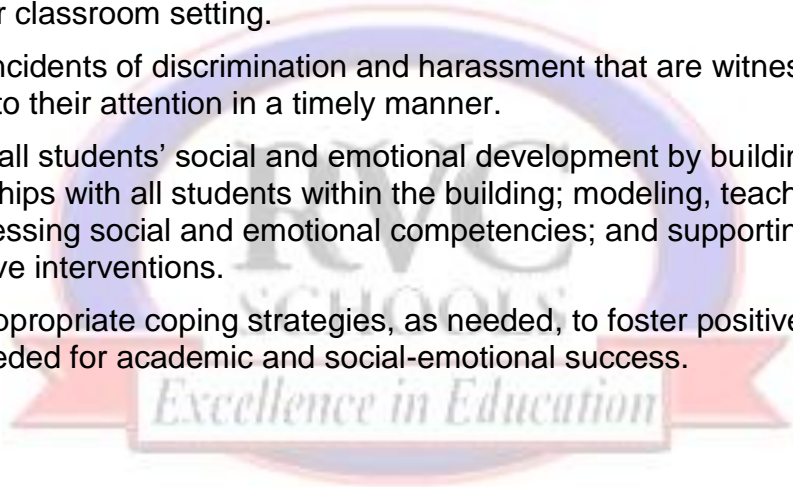 r classroom setting.
ncidents of discrimination and harassment that are witnes
to their attention in a timely manner.
all students’ social and emotional development by buildin
hips with all students within the building; modeling, teach
essing social and emotional competencies; and supportin
ve interventions.
ppropriate coping strategies, as needed, to foster positive
eded for academic and social-emotional success.
RVC
SCHOOLS
Excellence in Education